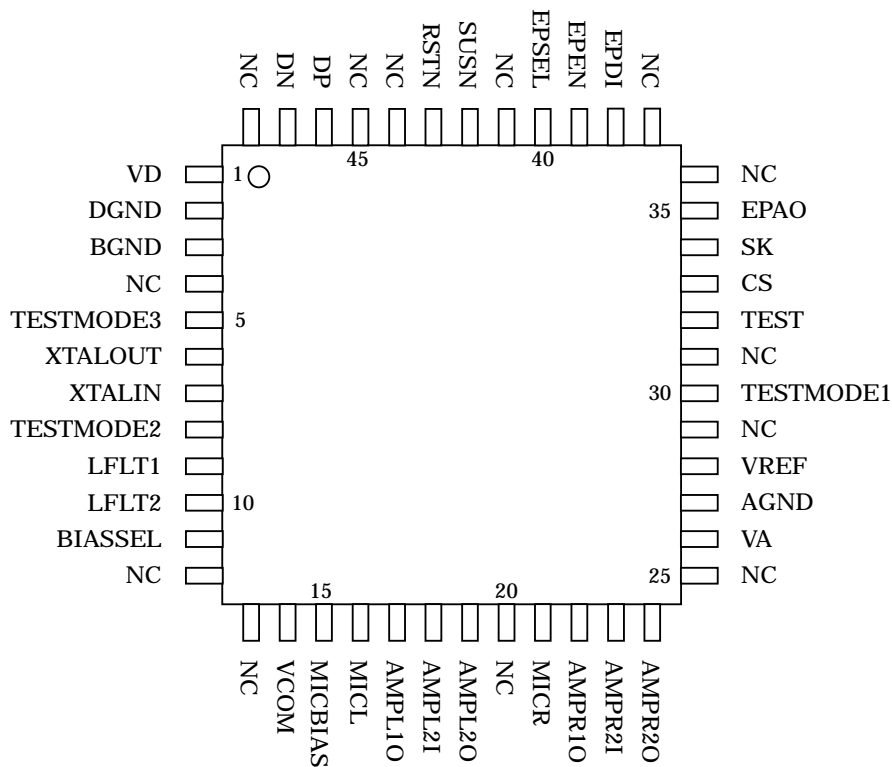 NC
DN
DP
NC
NC
RSTN
SUSN
NC
EPSEL
EPEN
EPDI
NC
45
40
VD
1
NC
DGND
35
EPAO
BGND
SK
NC
CS
TESTMODE3
5
TEST
XTALOUT
NC
XTALIN
30
TESTMODE1
TESTMODE2
NC
LFLT1
VREF
LFLT2
10
AGND
BIASSEL
VA
NC
15
20
25
NC
NC
VCOM
MICBIAS
MICL
AMPL1O
AMPL2I
AMPL2O
NC
MICR
AMPR1O
AMPR2I
AMPR2O